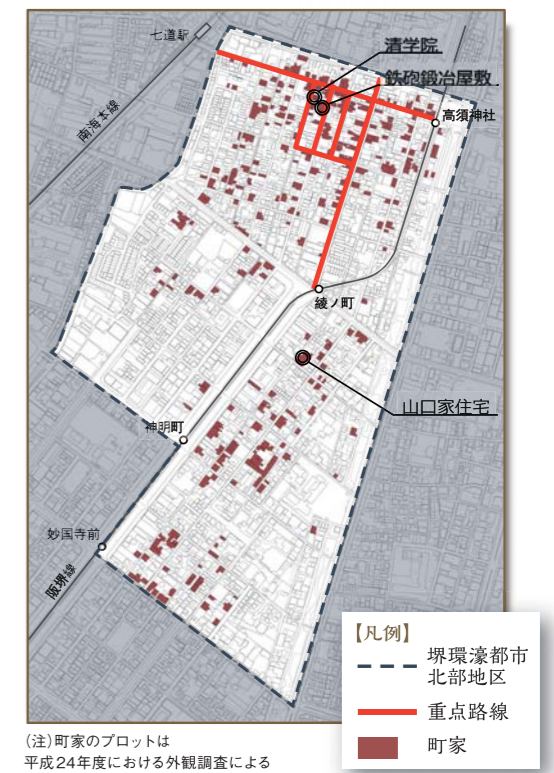 七道駅
清学院
鉄砲鍛冶屋敷
高須神社
南海本線
綾ノ町
山口家住宅
神明町
妙国寺前
阪堺線
【凡例】
堺環濠都市
北部地区
重点路線
町家
(注)町家のプロットは
平成24年度における外観調査による